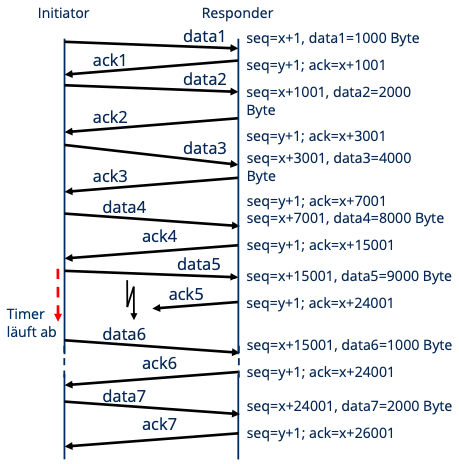 Initiator Responder
data1 seq=x+1, data1=1000 Byte
ack1 seq=y+1; ack=x+1001
data2 seq=x+1001, data2=2000
Byte
ack2 seq=y+1; ack=x+3001
data3 seq=x+3001, data3=4000
Byte
ack3 seq=y+1; ack=x+7001
data4 seq=x+7001, data4=8000 Byte
ack4 seq=y+1; ack=x+15001
data5 seq=x+15001, data5=9000 Byte
ack5 seq=y+1; ack=x+24001
Timer
läuft ab
data6 seq=x+15001, data6=1000 Byte
ack6 seq=y+1; ack=x+24001
data7 seq=x+24001, data7=2000 Byte
ack7 seq=y+1; ack=x+26001